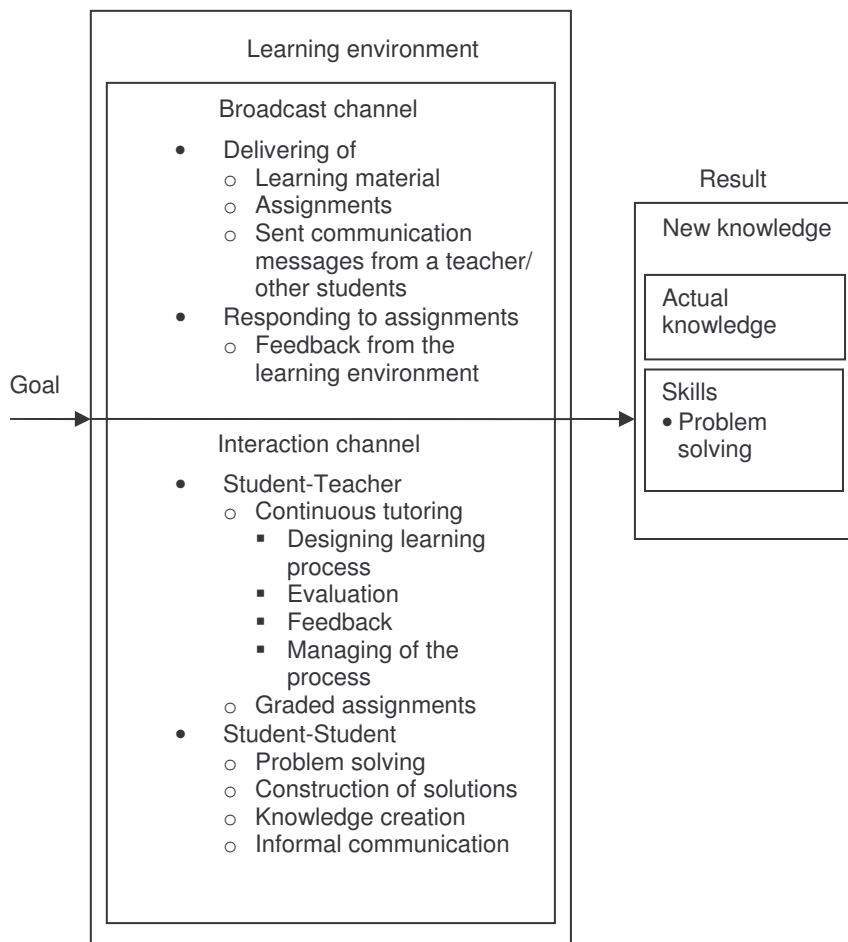 Learning environment
Broadcast channel
• Delivering of
o Learning material
o Assignments
o Sent communication
messages from a teacher/
other students
• Responding to assignments
o Feedback from the
learning environment
Goal
Interaction channel
• Student-Teacher
o Continuous tutoring
▪ Designing learning
process
▪ Evaluation
▪ Feedback
▪ Managing of the
process
o Graded assignments
• Student-Student
o Problem solving
o Construction of solutions
o Knowledge creation
o Informal communication
Result
New knowledge
Actual
knowledge
Skills
• Problem
solving